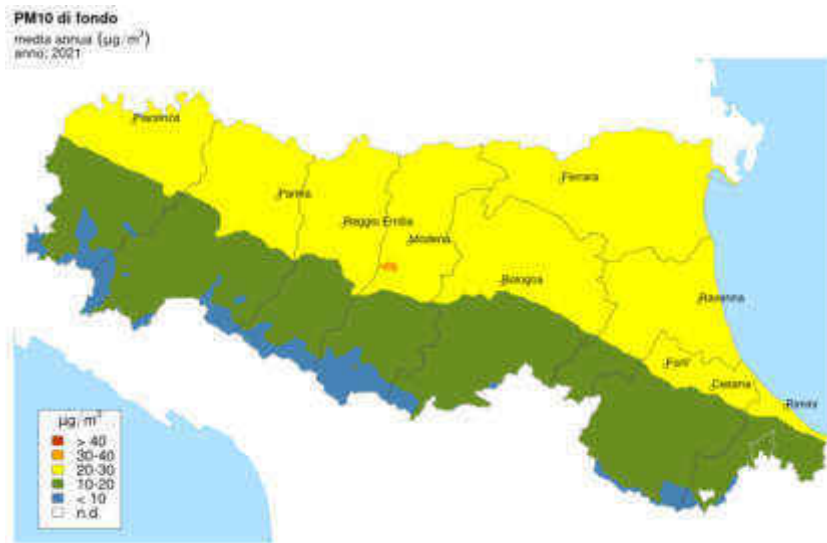 PM10 di fondo
media annua (µg/m³)
anno: 2021
Piacenza
Parma
Reggio Emilia
Modena
Ferrara
Bologna
Ravenna
Forlì
Cesena
Rimini
µg/m³
> 40
30-40
20-30
10-20
< 10
n.d